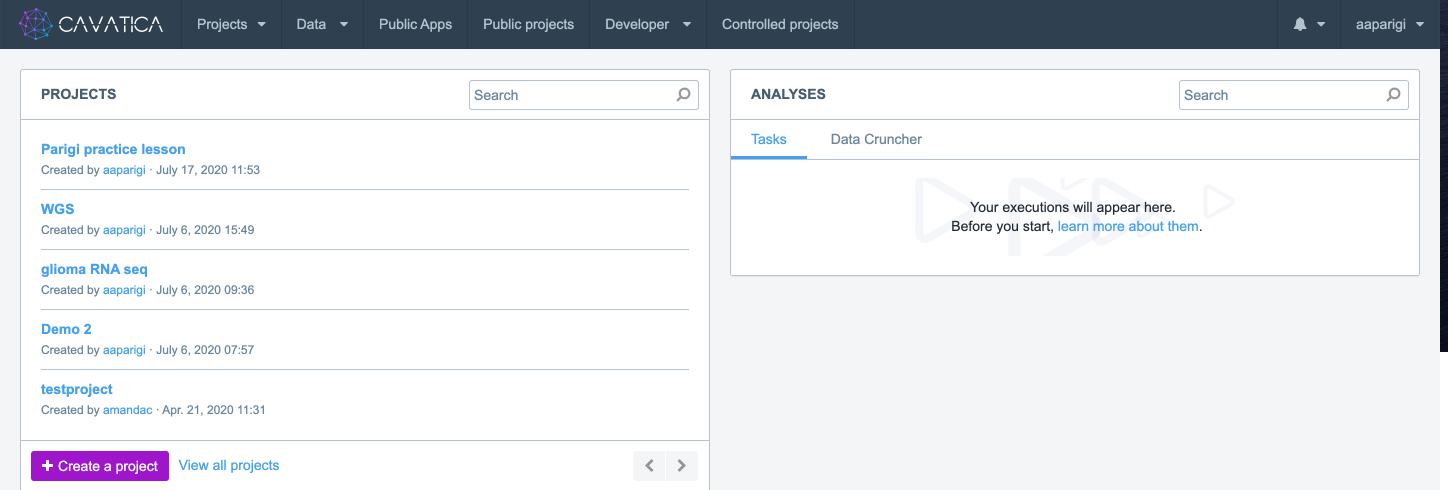 CAVATICA Projects Data Public Apps Public projects Developer Controlled projects aaparigi
PROJECTS
Search
Parigi practice lesson
Created by aaparigi · July 17, 2020 11:53
WGS
Created by aaparigi · July 6, 2020 15:49
glioma RNA seq
Created by aaparigi · July 6, 2020 09:36
Demo 2
Created by aaparigi · July 6, 2020 07:57
testproject
Created by amandac · Apr. 21, 2020 11:31
+ Create a project View all projects
ANALYSES
Search
Tasks Data Cruncher
Your executions will appear here.
Before you start, learn more about them.